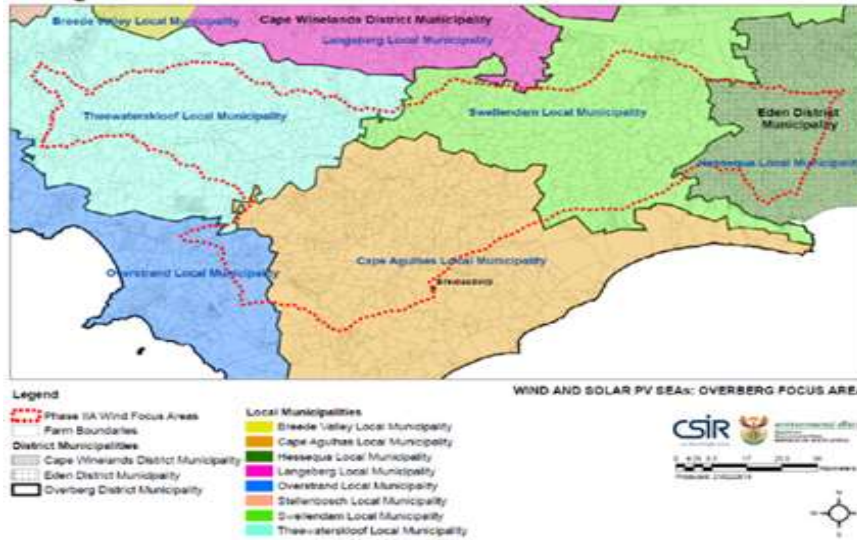 Breede Valley Local Municipality
Cape Winelands District Municipality
Langeberg Local Municipality
Theewaterskloof Local Municipality
Swellendam Local Municipality
Eden District
Municipality
Hessequa Local Municipality
Overstrand Local Municipality
Cape Agulhas Local Municipality
WIND AND SOLAR PV SEAs: OVERBERG FOCUS AREA
Legend
Phase IIA Wind Focus Areas
Farm Boundaries
District Municipalities
Cape Winelands District Municipality
Eden District Municipality
Overberg District Municipality
Local Municipalities
Breede Valley Local Municipality
Cape Agulhas Local Municipality
Hessequa Local Municipality
Langeberg Local Municipality
Overstrand Local Municipality
Stellenbosch Local Municipality
Swellendam Local Municipality
Theewaterskloof Local Municipality
CSIR
environmental affairs